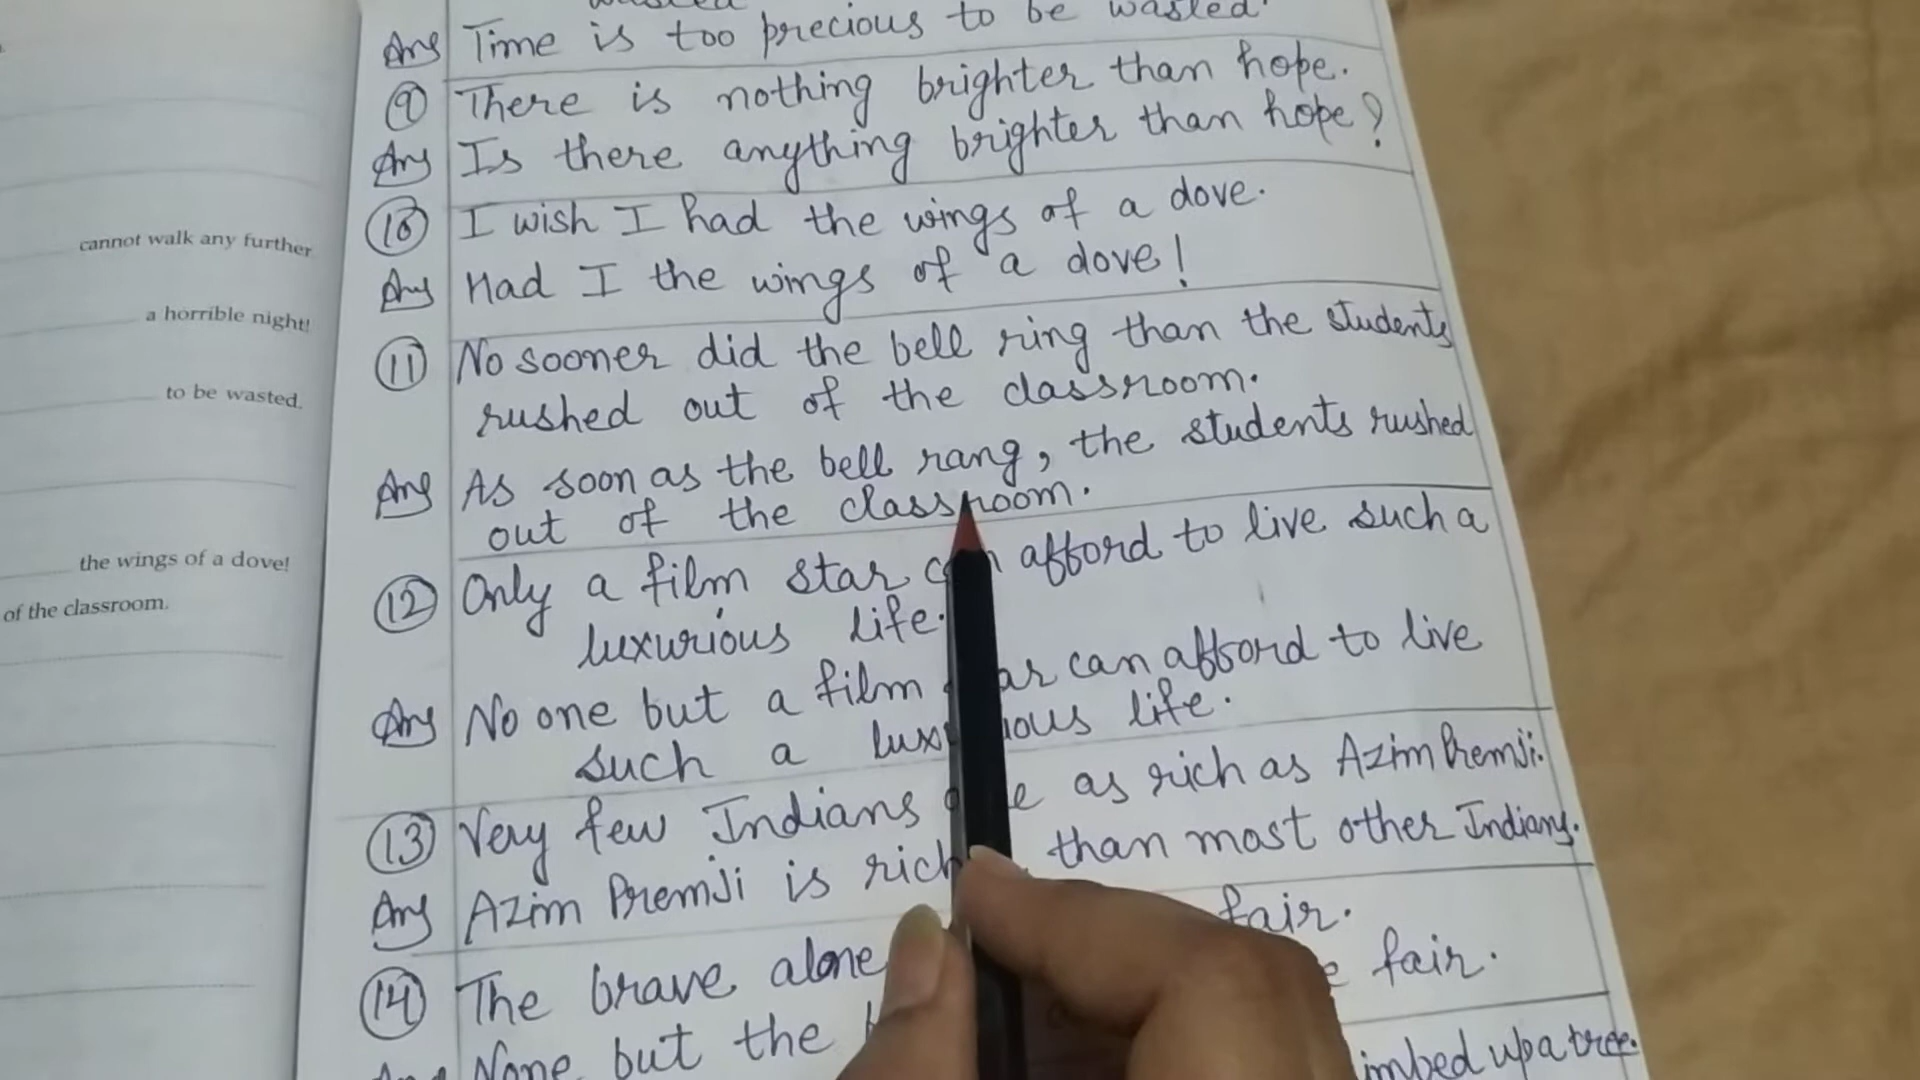 cannot walk any further
a horrible night!
to be wasted.
the wings of a dove!
of the classroom.
Ans Time is too precious to be wasted.
9 There is nothing brighter than hope.
Ans Is there anything brighter than hope?
10 I wish I had the wings of a dove.
Ans Had I the wings of a dove!
11 No sooner did the bell ring than the students
rushed out of the classroom.
Ans As soon as the bell rang, the students rushed
out of the classroom.
12 Only a film star can afford to live such a
luxurious life.
Ans No one but a film star can afford to live
such a luxurious life.
13 Very few Indians are as rich as Azim Premji.
Ans Azim Premji is richer than most other Indians.
14 The brave alone fair.
Ans None but the fair.
imbed up a tree.